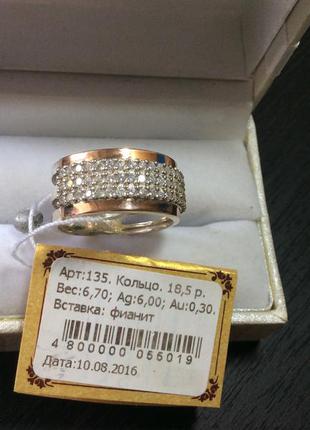 Арт:135. Кольцо. 18,5 р.
Вес:6,70; Ag:6,00; Au:0,30.
Вставка: фианит
4 800000 056019
Дата:10.08.2016